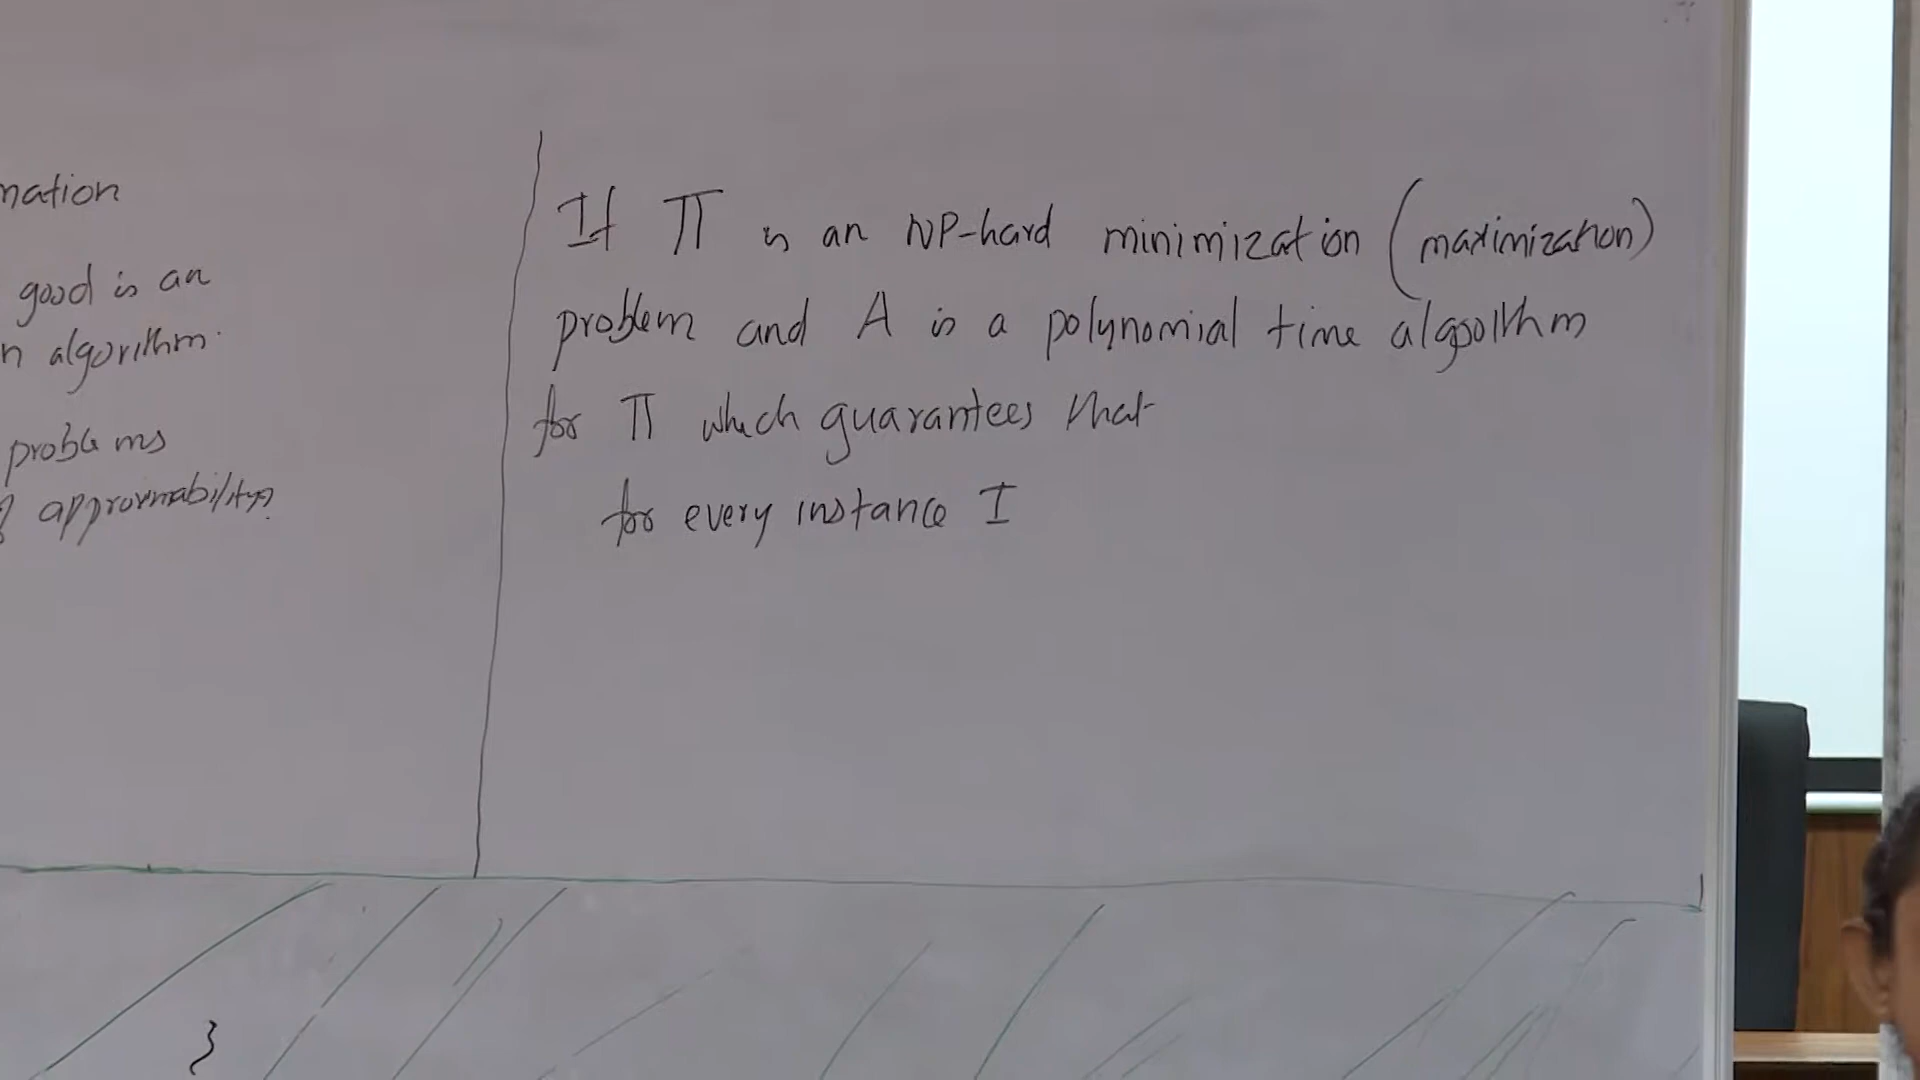 mation
good is an
n algorithm.
problems
approximability?
If Π is an NP-hard minimization (maximization)
problem and A is a polynomial time algorithm
for Π which guarantees that
for every instance I